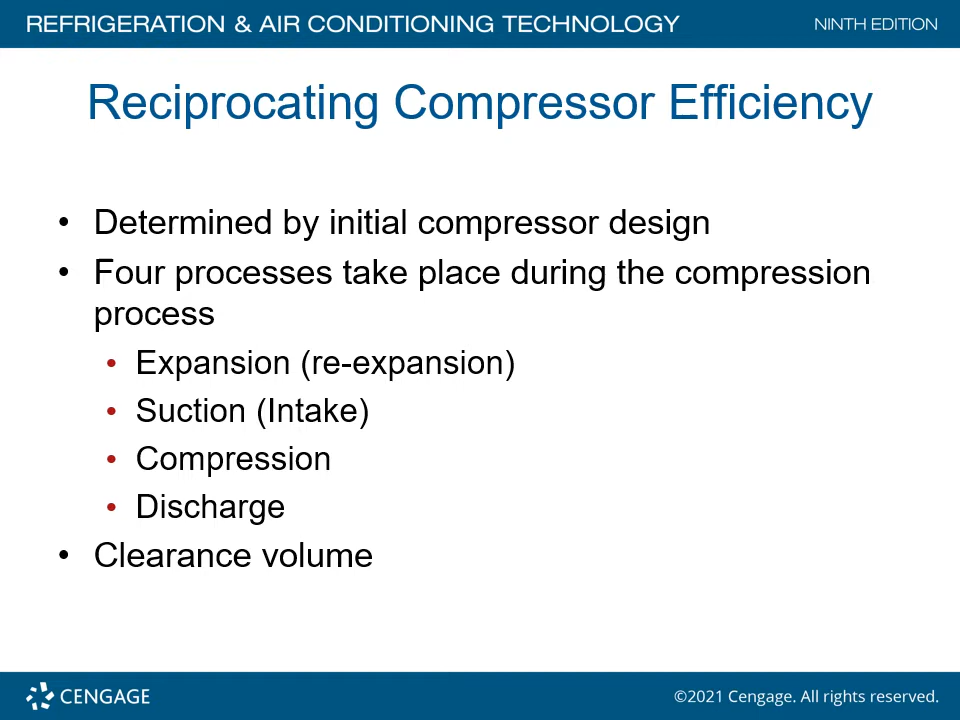 REFRIGERATION & AIR CONDITIONING TECHNOLOGY NINTH EDITION
Reciprocating Compressor Efficiency
• Determined by initial compressor design
• Four processes take place during the compression
process
• Expansion (re-expansion)
• Suction (Intake)
• Compression
• Discharge
• Clearance volume
CENGAGE ©2021 Cengage. All rights reserved.